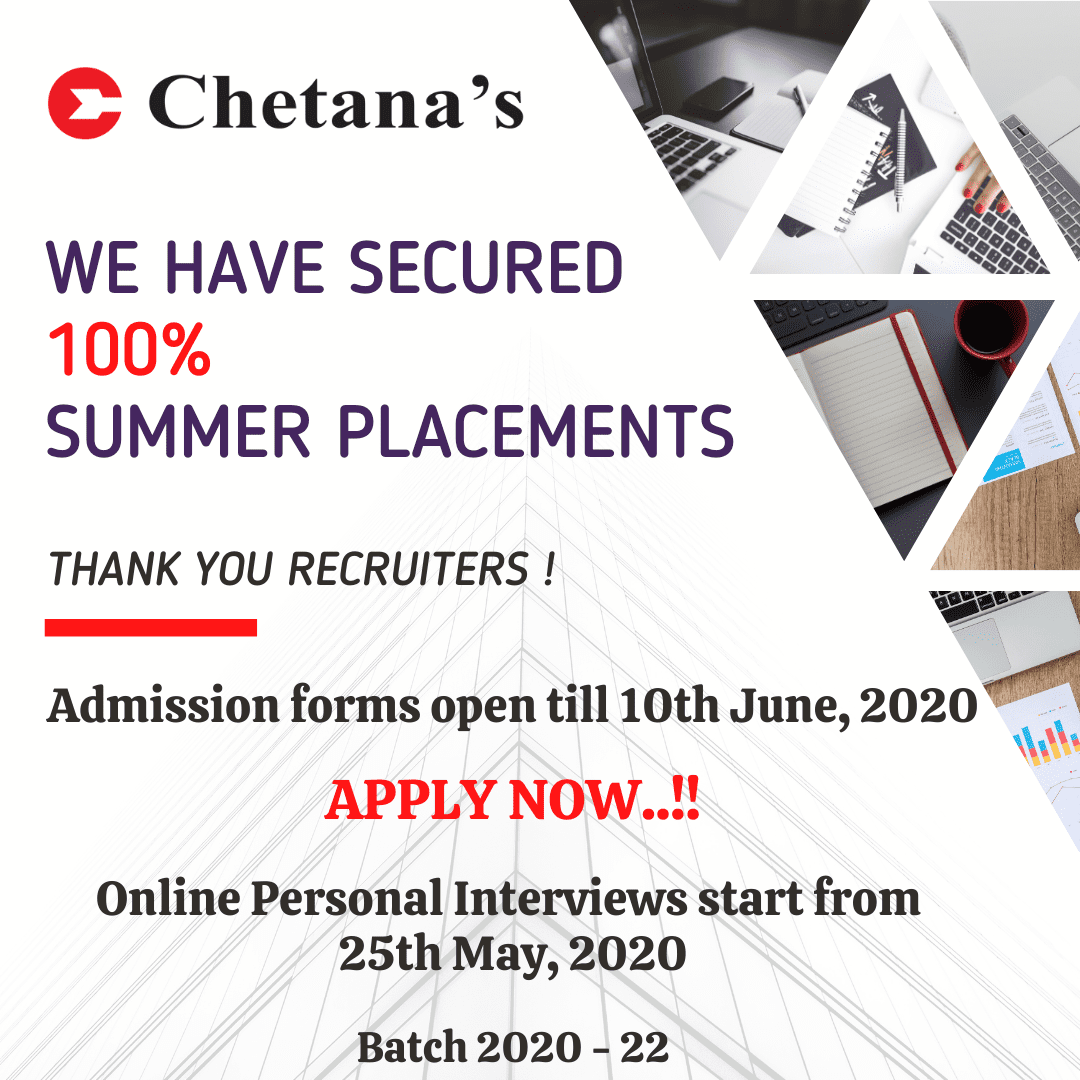 Chetana's
WE HAVE SECURED
100%
SUMMER PLACEMENTS
THANK YOU RECRUITERS !
Admission forms open till 10th June, 2020
APPLY NOW..!!
Online Personal Interviews start from
25th May, 2020
Batch 2020 - 22